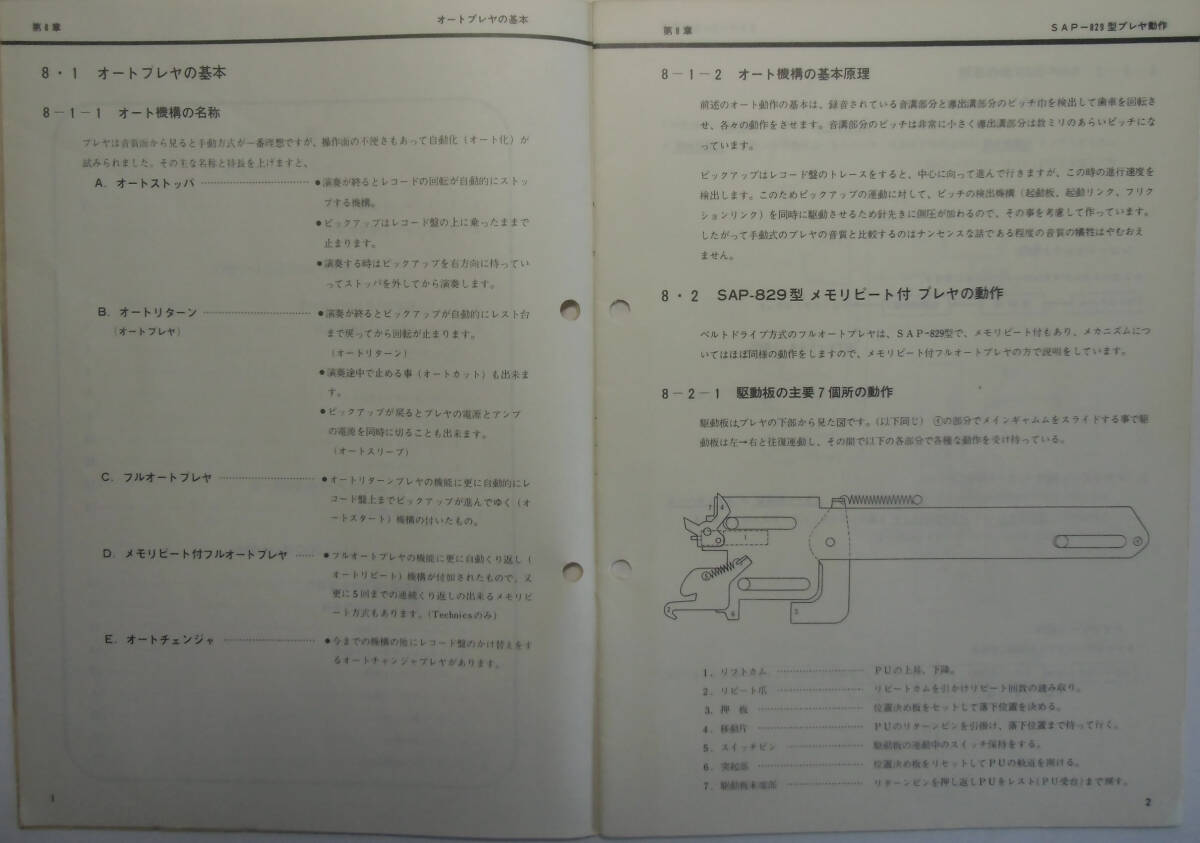 第8章
オートプレヤの基本
8・1 オートプレヤの基本
8－1－1 オート機構の名称
プレヤは音質面から見ると手動方式が一番理想ですが、操作面の不便さもあって自動化（オート化）が
試みられました。その主な名称と特長を上げますと、
A. オートストッパ ………………… ●演奏が終るとレコードの回転が自動的にストッ
プする機構。
●ピックアップはレコード盤の上に乗ったままで
止まります。
●演奏する時はピックアップを右方向に持ってい
ってストッパを外してから演奏します。
B. オートリターン ………………… ●演奏が終るとピックアップが自動的にレスト台
（オートプレヤ） まで戻ってから回転が止まります。
（オートリターン）
●演奏途中で止める事（オートカット）も出来ま
す。
●ピックアップが戻るとプレヤの電源とアンプ
の電源を同時に切ることも出来ます。
（オートスリープ）
C. フルオートプレヤ ……………… ●オートリターンプレヤの機能に更に自動的にレ
コード盤上までピックアップが進んでゆく（オ
ートスタート）機構の付いたもの。
D. メモリピート付フルオートプレヤ …… ●フルオートプレヤの機能に更に自動くり返し（
オートリピート）機構が付加されたもので、又
更に5回までの連続くり返しの出来るメモリピ
ート方式もあります。(Technicsのみ)
E. オートチェンジャ ……………… ●今までの機構の他にレコード盤のかけ替えをす
るオートチャンジャプレヤがあります。
1
第8章
SAP－829型プレヤ動作
8－1－2 オート機構の基本原理
前述のオート動作の基本は、録音されている音溝部分と導出溝部分のピッチ巾を検出して歯車を回転さ
せ、各々の動作をさせます。音溝部分のピッチは非常に小さく導出溝部分は数ミリのあらいピッチにな
っています。
ピックアップはレコード盤のトレースをすると、中心に向って進んで行きますが、この時の進行速度を
検出します。このためピックアップの運動に対して、ピッチの検出機構（起動板、起動リンク、フリク
ションリンク）を同時に駆動させるため針先きに側圧が加わるので、その事を考慮して作っています。
したがって手動式のプレヤの音質と比較するのはナンセンスな話である程度の音質の犠牲はやむおえ
ません。
8・2 SAP-829型 メモリピート付 プレヤの動作
ベルトドライブ方式のフルオートプレヤは、SAP-829型で、メモリピート付もあり、メカニズムにつ
いてはほぼ同様の動作をしますので、メモリピート付フルオートプレヤの方で説明をしています。
8－2－1 駆動板の主要7個所の動作
駆動板はプレヤの下部から見た図です。（以下同じ）④の部分でメインギャムムをスライドする事で駆
動板は左→右と往復運動し、その間で以下の各部分で各種な動作を受け持っている。
7 4 1 2 6 3
1. リフトカム ……………… PUの上昇、下降。
2. リピート爪 ……………… リピートカムを引かけリピート回数の読み取り。
3. 押 板 ……………… 位置決め板をセットして落下位置を決める。
4. 移動片 ……………… PUのリターンピンを引掛け、落下位置まで持って行く。
5. スイッチピン ……………… 駆動板の運動中のスイッチ保持をする。
6. 突起部 ……………… 位置決め板をリセットしてPUの軌道を開ける。
7. 駆動板末端部 ……………… リターンピンを押し返しPUをレスト(PU受台)まで押す。
2